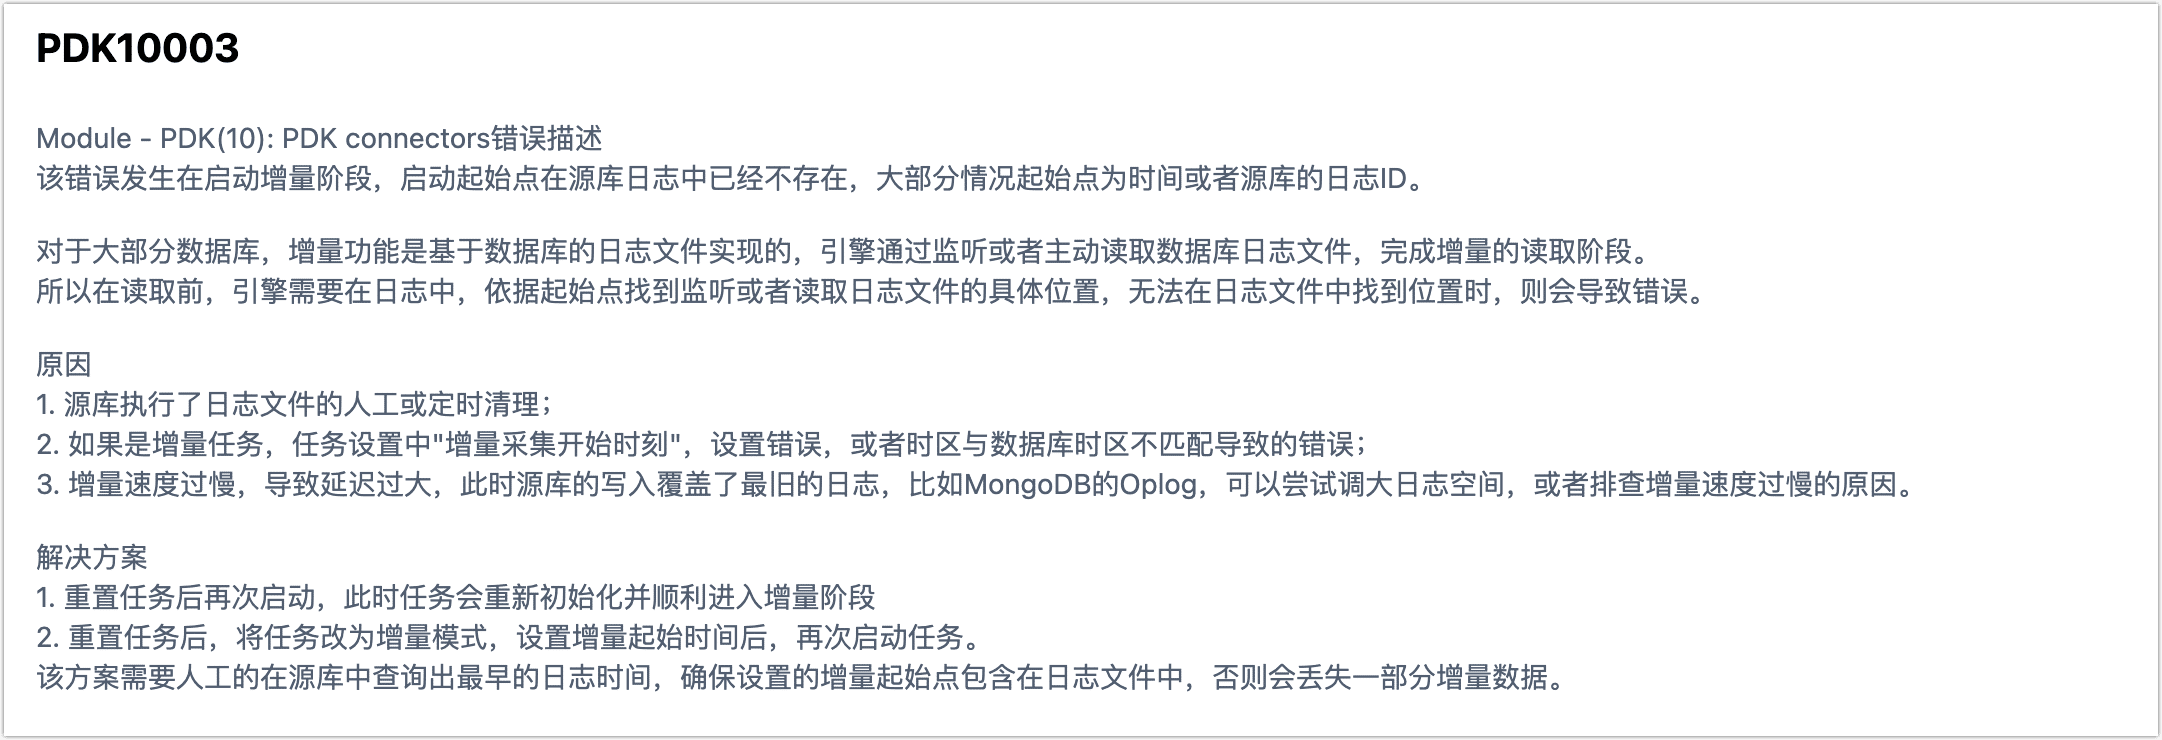 PDK10003
Module - PDK(10): PDK connectors错误描述
该错误发生在启动增量阶段，启动起始点在源库日志中已经不存在，大部分情况起始点为时间或者源库的日志ID。
对于大部分数据库，增量功能是基于数据库的日志文件实现的，引擎通过监听或者主动读取数据库日志文件，完成增量的读取阶段。
所以在读取前，引擎需要在日志中，依据起始点找到监听或者读取日志文件的具体位置，无法在日志文件中找到位置时，则会导致错误。
原因
1. 源库执行了日志文件的人工或定时清理；
2. 如果是增量任务，任务设置中"增量采集开始时刻"，设置错误，或者时区与数据库时区不匹配导致的错误；
3. 增量速度过慢，导致延迟过大，此时源库的写入覆盖了最旧的日志，比如MongoDB的Oplog，可以尝试调大日志空间，或者排查增量速度过慢的原因。
解决方案
1. 重置任务后再次启动，此时任务会重新初始化并顺利进入增量阶段
2. 重置任务后，将任务改为增量模式，设置增量起始时间后，再次启动任务。
该方案需要人工的在源库中查询出最早的日志时间，确保设置的增量起始点包含在日志文件中，否则会丢失一部分增量数据。